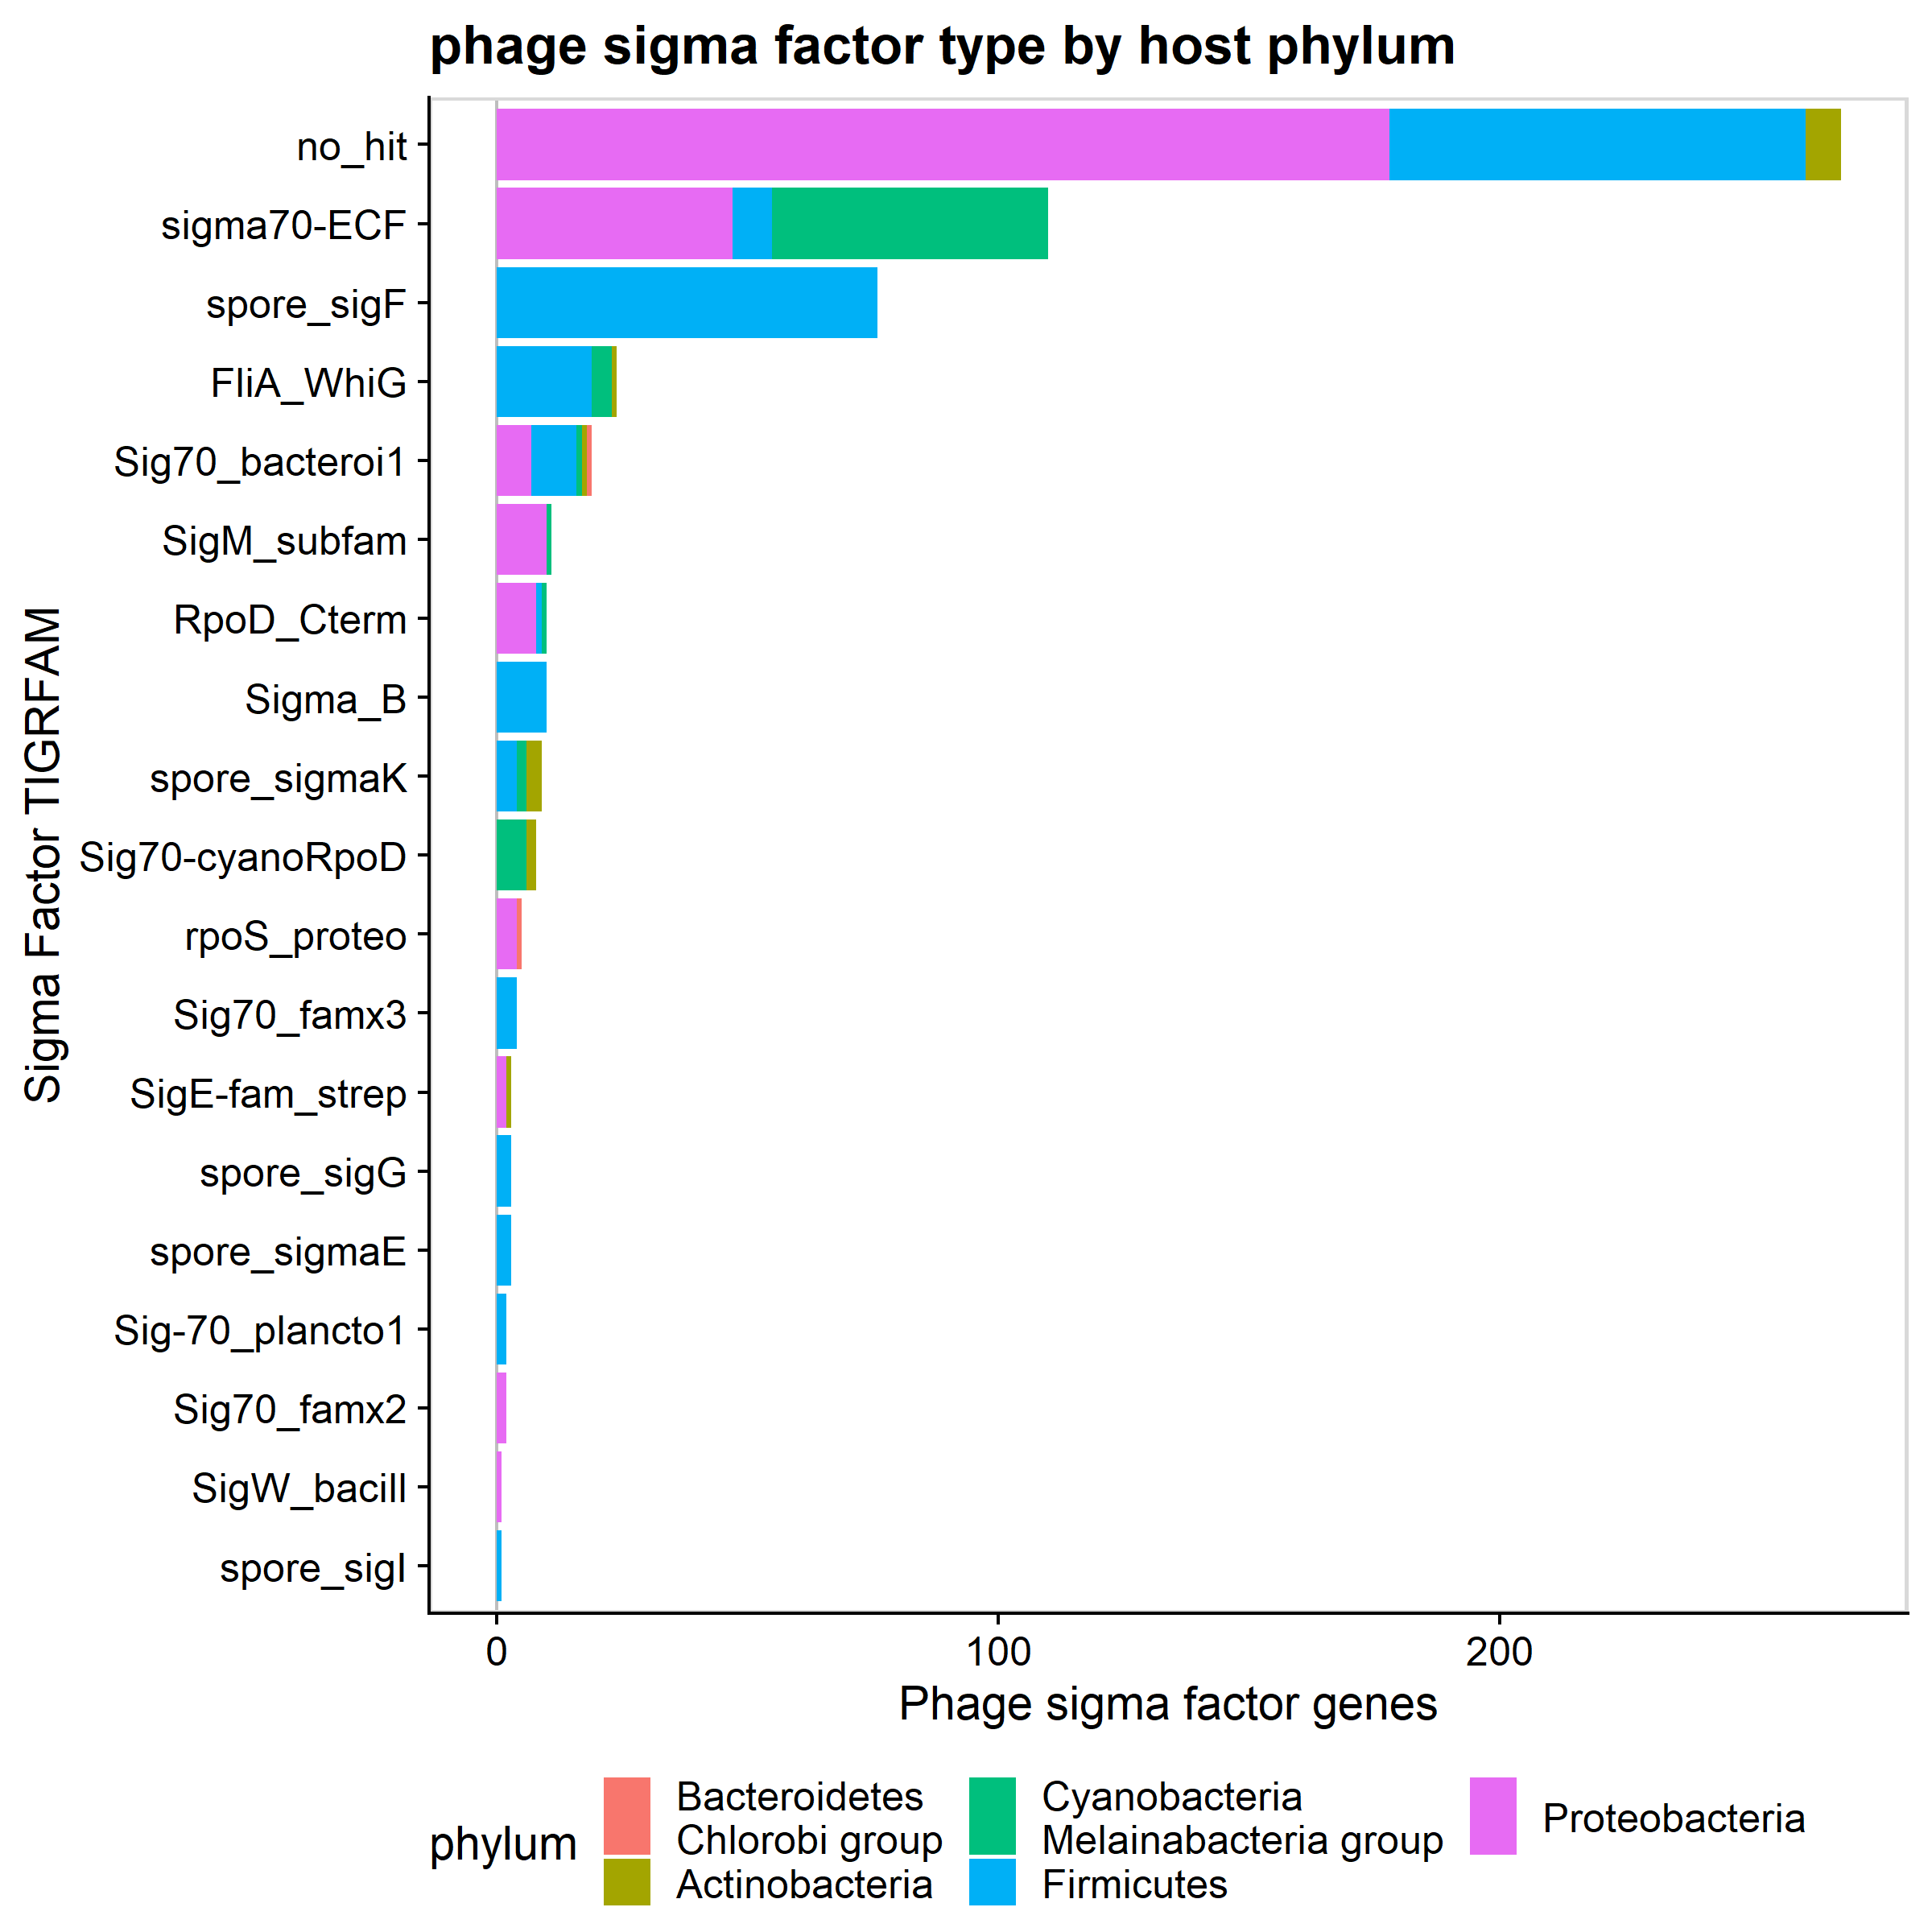 phage sigma factor type by host phylum
Sigma Factor TIGRFAM
no_hit
sigma70-ECF
spore_sigF
FliA_WhiG
Sig70_bacteroi1
SigM_subfam
RpoD_Cterm
Sigma_B
spore_sigmaK
Sig70-cyanoRpoD
rpoS_proteo
Sig70_famx3
SigE-fam_strep
spore_sigG
spore_sigmaE
Sig-70_plancto1
Sig70_famx2
SigW_bacill
spore_sigI
0 100 200
Phage sigma factor genes
phylum
Bacteroidetes
Chlorobi group
Actinobacteria
Cyanobacteria
Melainabacteria group
Firmicutes
Proteobacteria